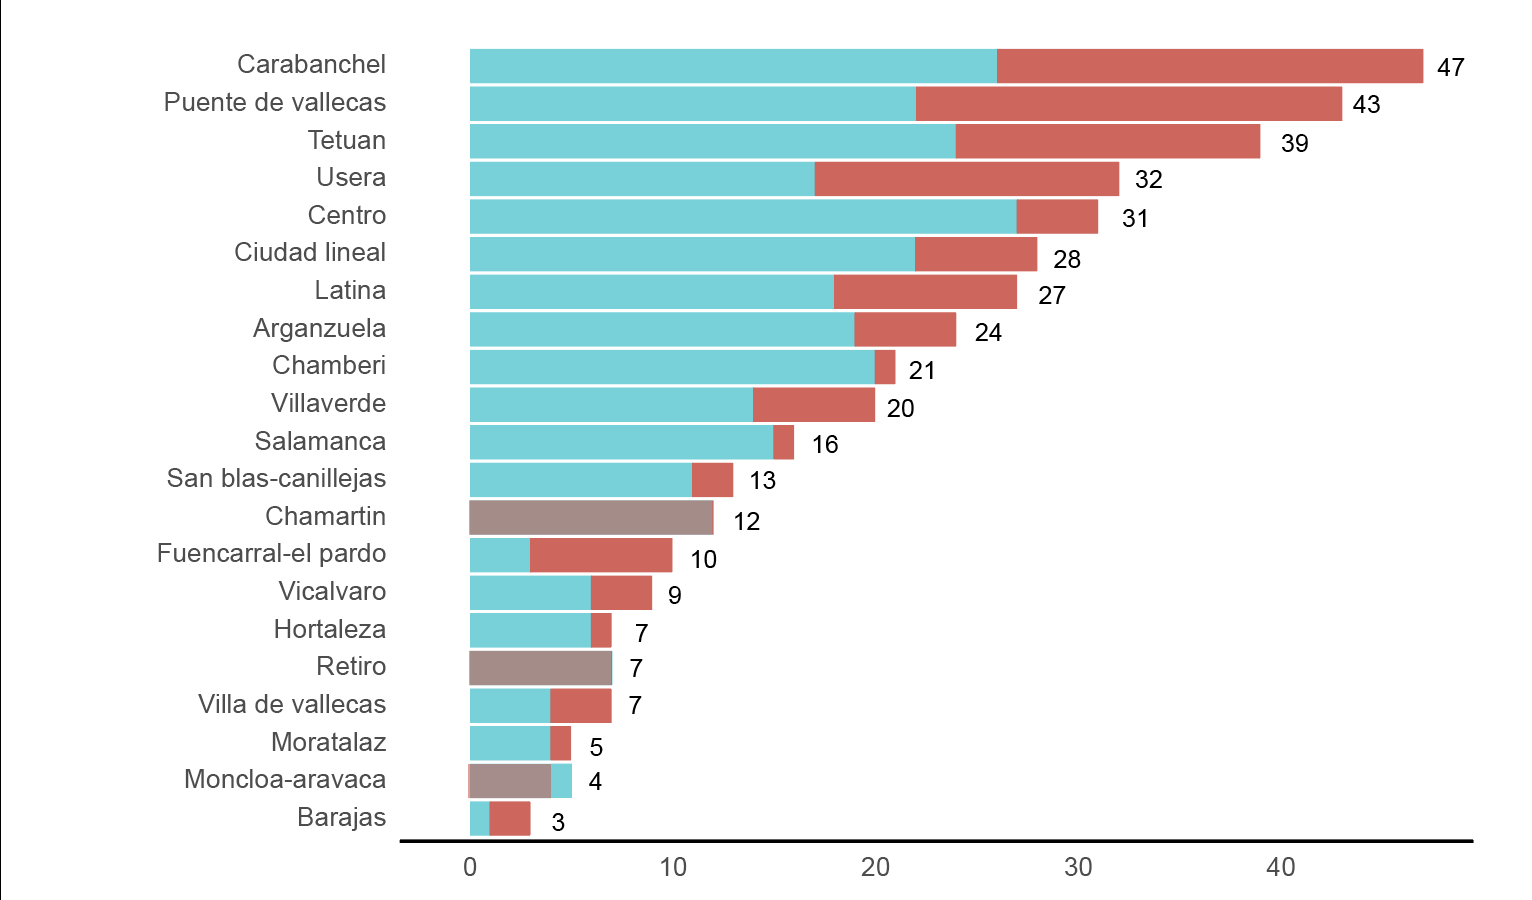 Carabanchel 47
Puente de vallecas 43
Tetuan 39
Usera 32
Centro 31
Ciudad lineal 28
Latina 27
Arganzuela 24
Chamberi 21
Villaverde 20
Salamanca 16
San blas-canillejas 13
Chamartin 12
Fuencarral-el pardo 10
Vicalvaro 9
Hortaleza 7
Retiro 7
Villa de vallecas 7
Moratalaz 5
Moncloa-aravaca 4
Barajas 3
0 10 20 30 40